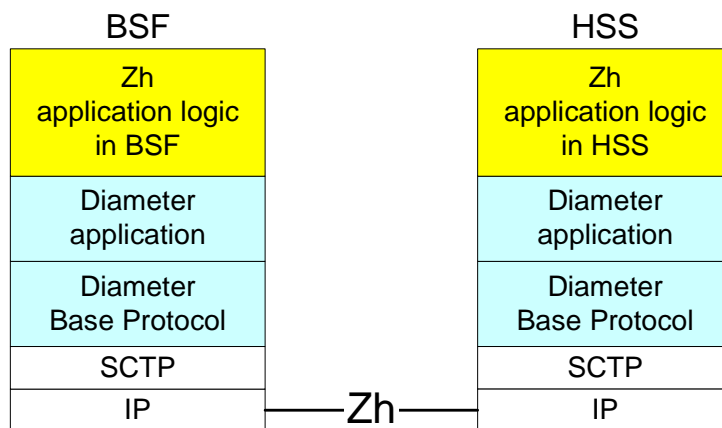 BSF
Zh
application logic
in BSF
Diameter
application
Diameter
Base Protocol
SCTP
IP
Zh
HSS
Zh
application logic
in HSS
Diameter
application
Diameter
Base Protocol
SCTP
IP